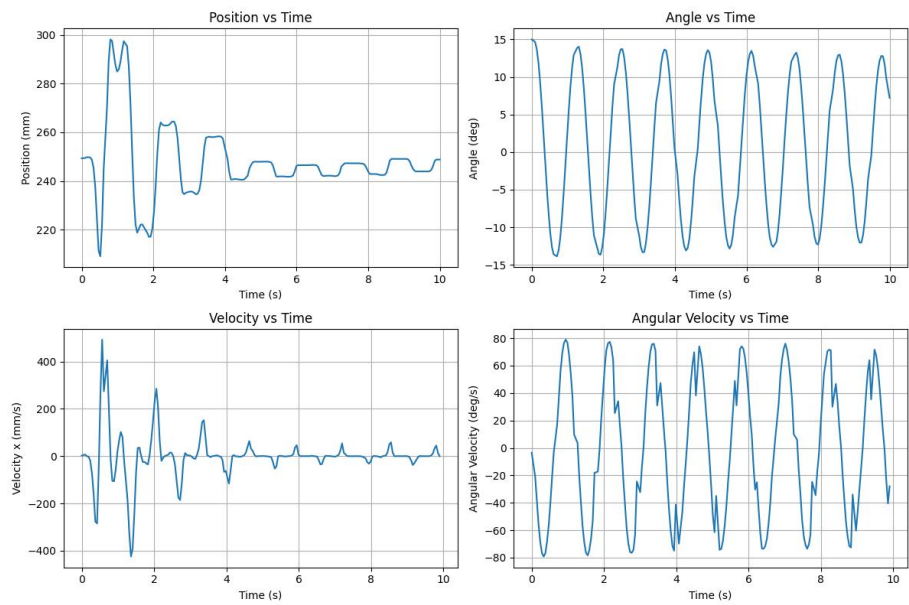 Position vs Time
Position (mm)
300
280
260
240
220
0 2 4 6 8 10
Time (s)
Angle vs Time
Angle (deg)
15
10
5
0
−5
−10
−15
0 2 4 6 8 10
Time (s)
Velocity vs Time
Velocity x (mm/s)
400
200
0
−200
−400
0 2 4 6 8 10
Time (s)
Angular Velocity vs Time
Angular Velocity (deg/s)
80
60
40
20
0
−20
−40
−60
−80
0 2 4 6 8 10
Time (s)